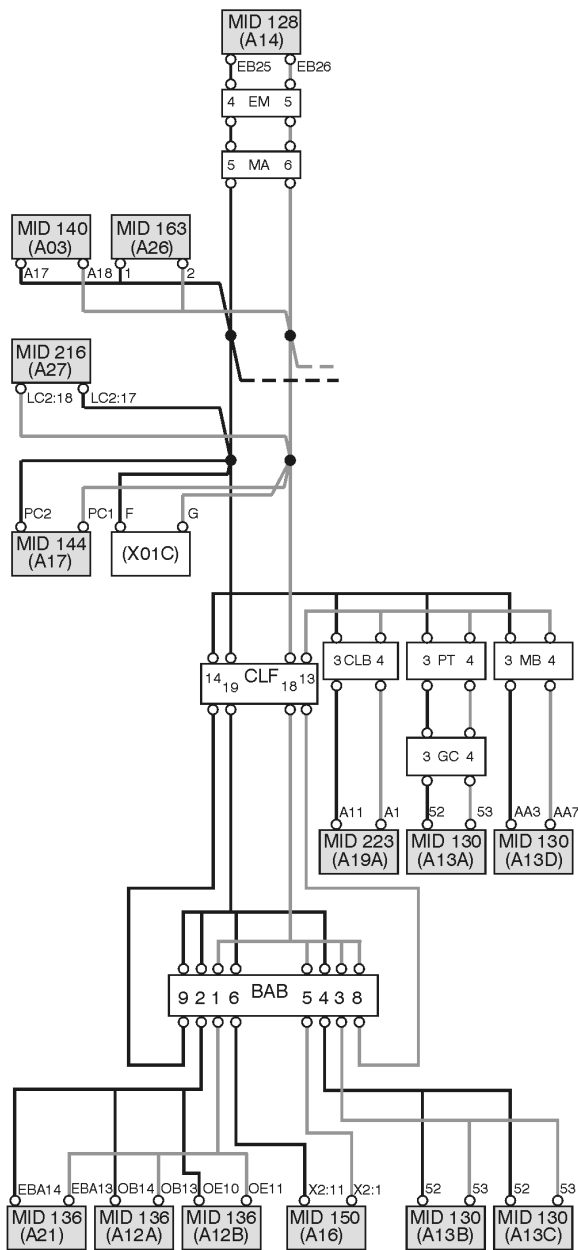 MID 128
(A14)
EB25 EB26
4 EM 5
5 MA 6
MID 140 MID 163
(A03) (A26)
A17 A18 1 2
MID 216
(A27)
LC2:18 LC2:17
PC2 PC1 F G
MID 144 (X01C)
(A17)
14 19 CLF 18 13
3 CLB 4 3 PT 4 3 MB 4
3 GC 4
A11 A1 52 53 AA3 AA7
MID 223 MID 130 MID 130
(A19A) (A13A) (A13D)
9 2 1 6 BAB 5 4 3 8
EBA14 EBA13 OB14 OB13 OE10 OE11 X2:11 X2:1 52 53 52 53
MID 136 MID 136 MID 136 MID 150 MID 130 MID 130
(A21) (A12A) (A12B) (A16) (A13B) (A13C)